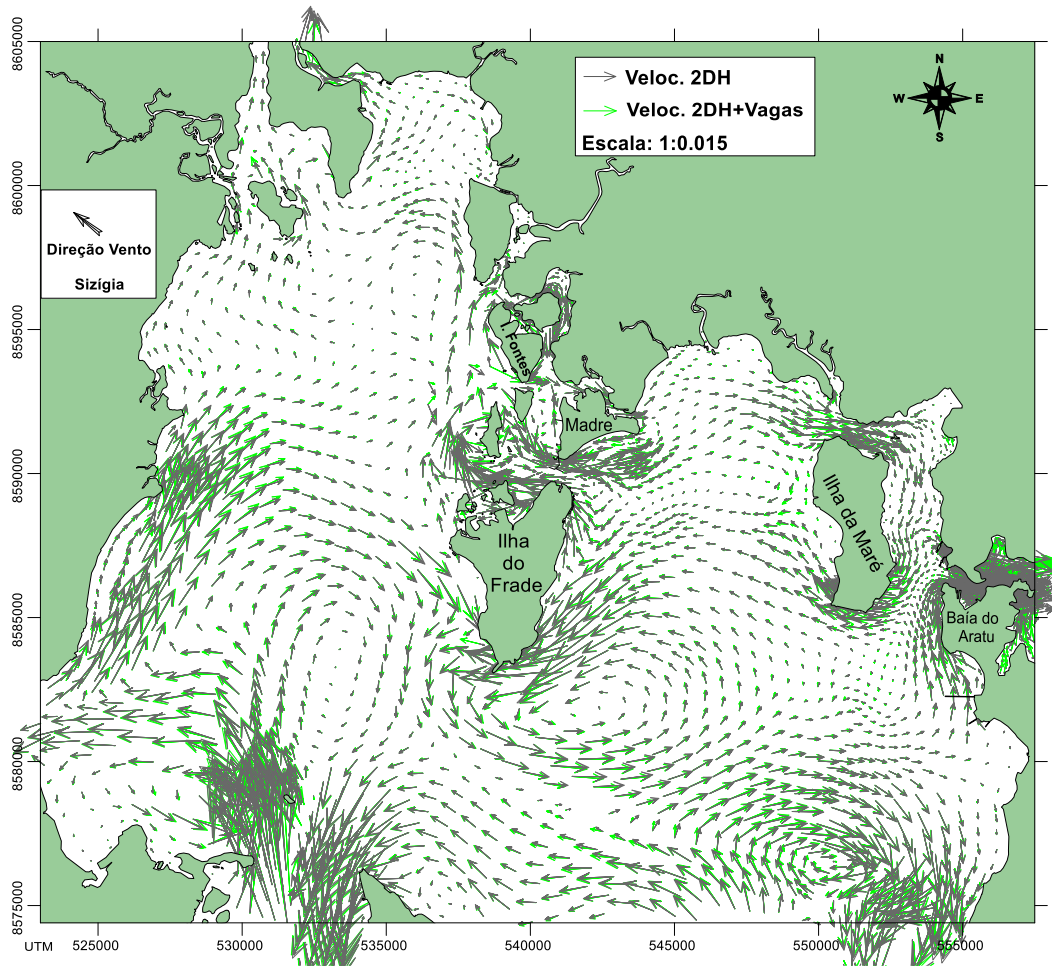 8605000
8600000
8595000
8590000
8585000
8580000
8575000
Veloc. 2DH
Veloc. 2DH+Vagas
Escala: 1:0.015
N
W
E
S
Direção Vento
Sizígia
I. Fontes
Madre
Ilha da Maré
Ilha
do
Frade
Baía do
Aratu
UTM
525000
530000
535000
540000
545000
550000
555000